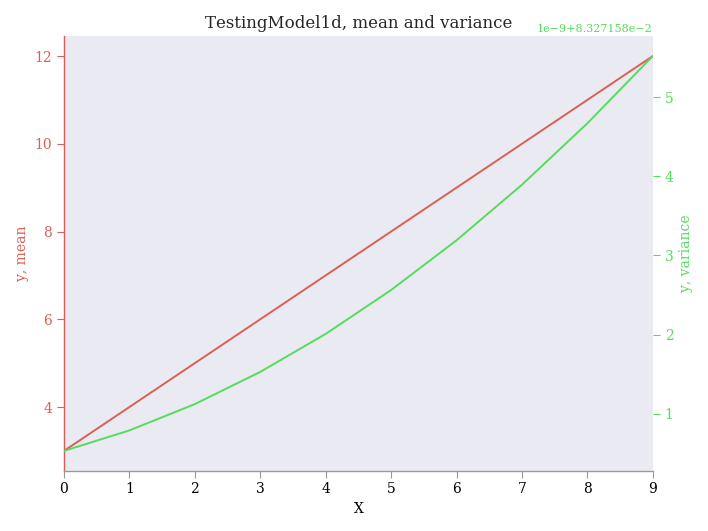 TestingModel1d, mean and variance
1e−9+8.327158e−2
12
10
8
6
4
y, mean
5
4
3
2
1
y, variance
0 1 2 3 4 5 6 7 8 9
X